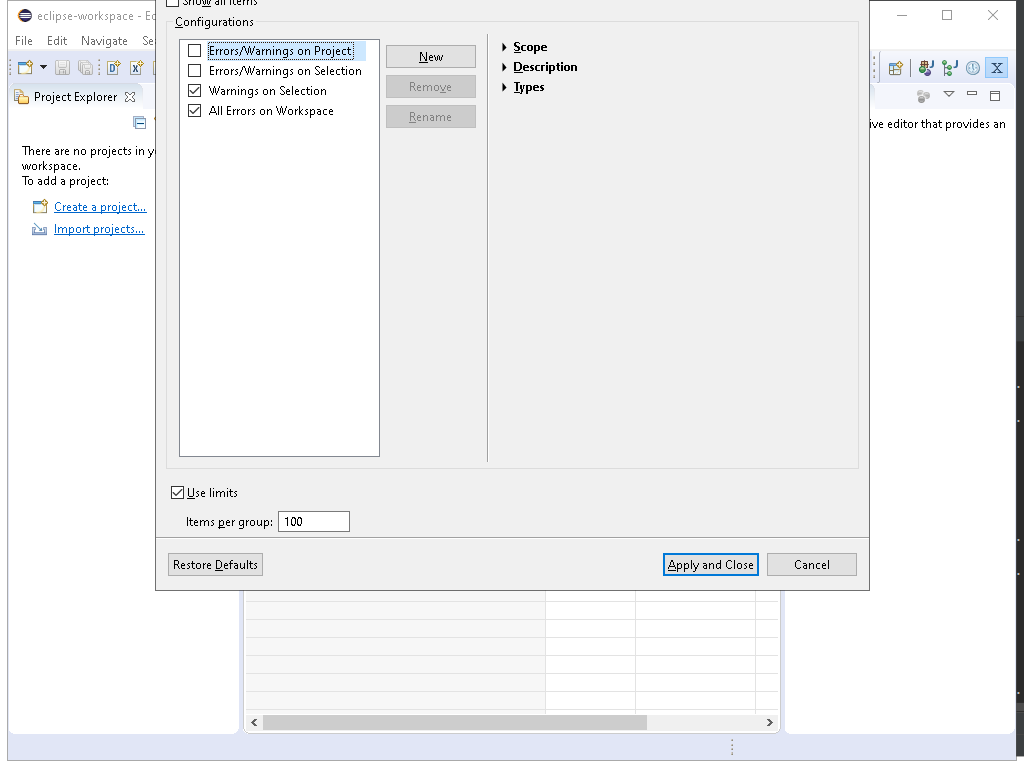 eclipse-workspace - Ec
Show all items
File Edit Navigate Se
Configurations
Errors/Warnings on Project
Errors/Warnings on Selection
Warnings on Selection
All Errors on Workspace
New
Remove
Rename
Scope
Description
Types
Project Explorer
There are no projects in y
workspace.
To add a project:
Create a project...
Import projects...
ive editor that provides an
Use limits
Items per group: 100
Restore Defaults
Apply and Close
Cancel